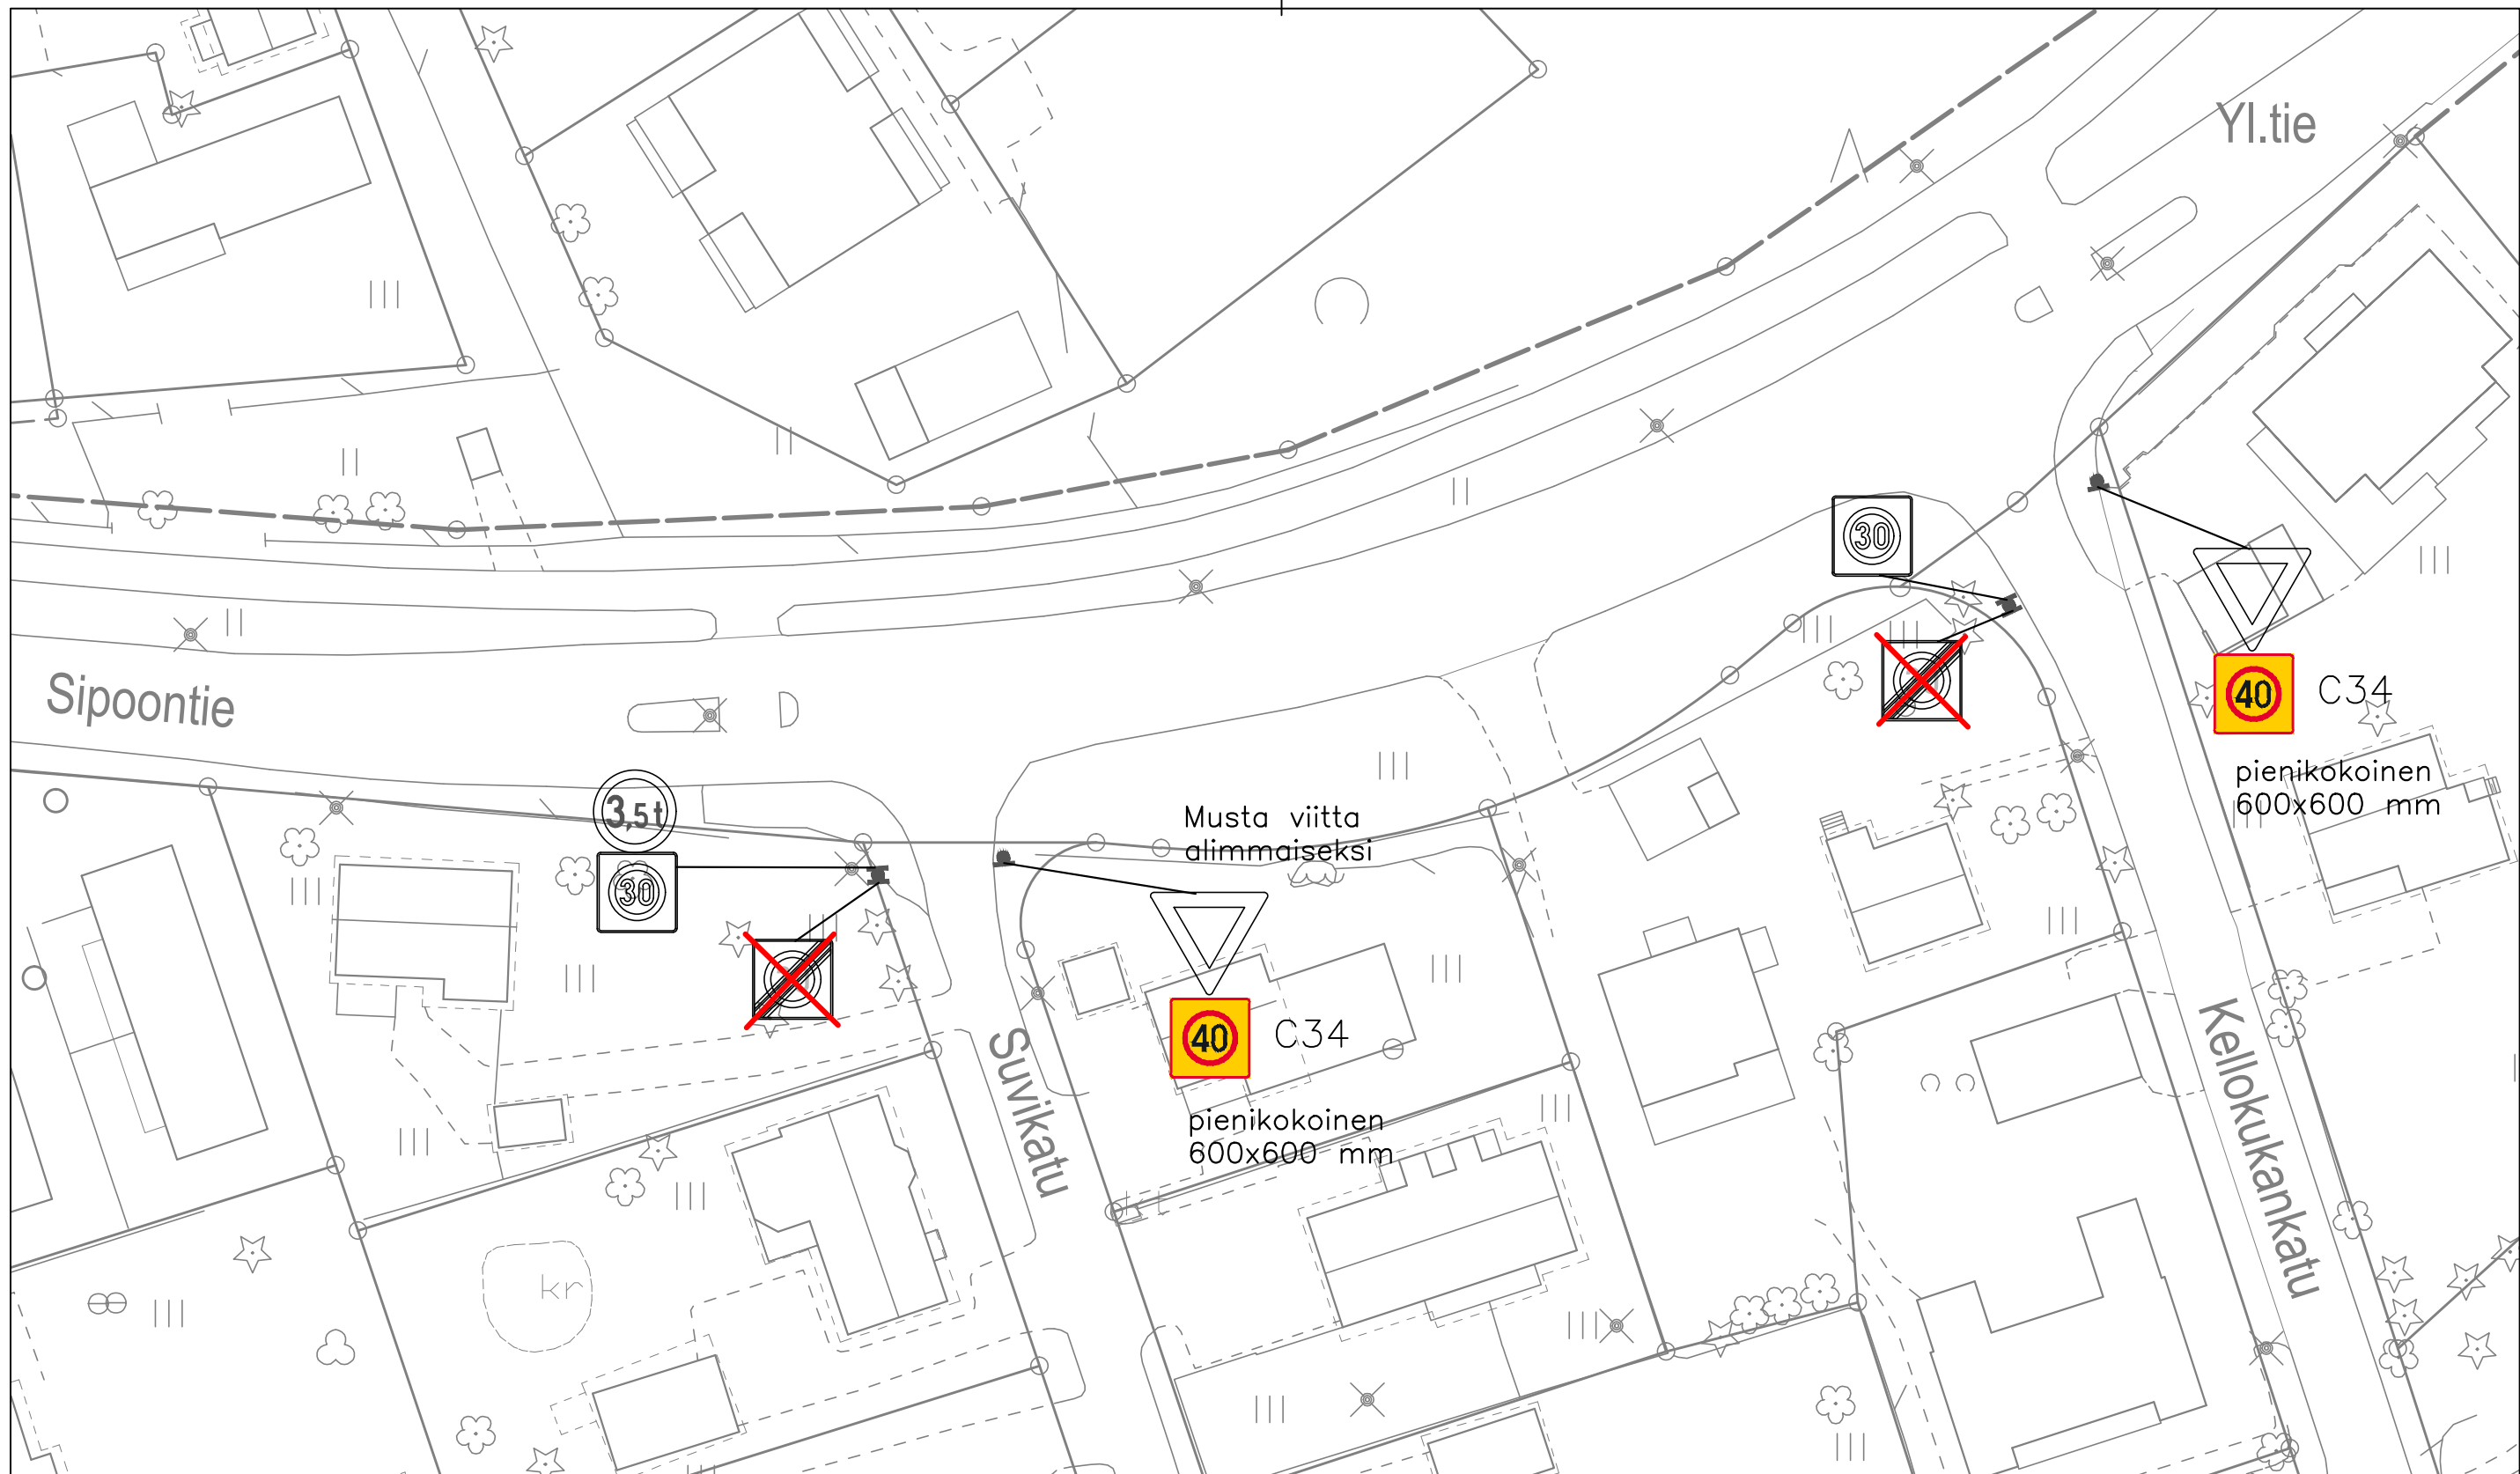 Yl.tie
30
Sipoontie
40
C34
pienikokoinen
600x600 mm
3,5t
30
Musta viitta
alimmaiseksi
40
C34
pienikokoinen
600x600 mm
Suvikatu
Kellokukankatu
kr